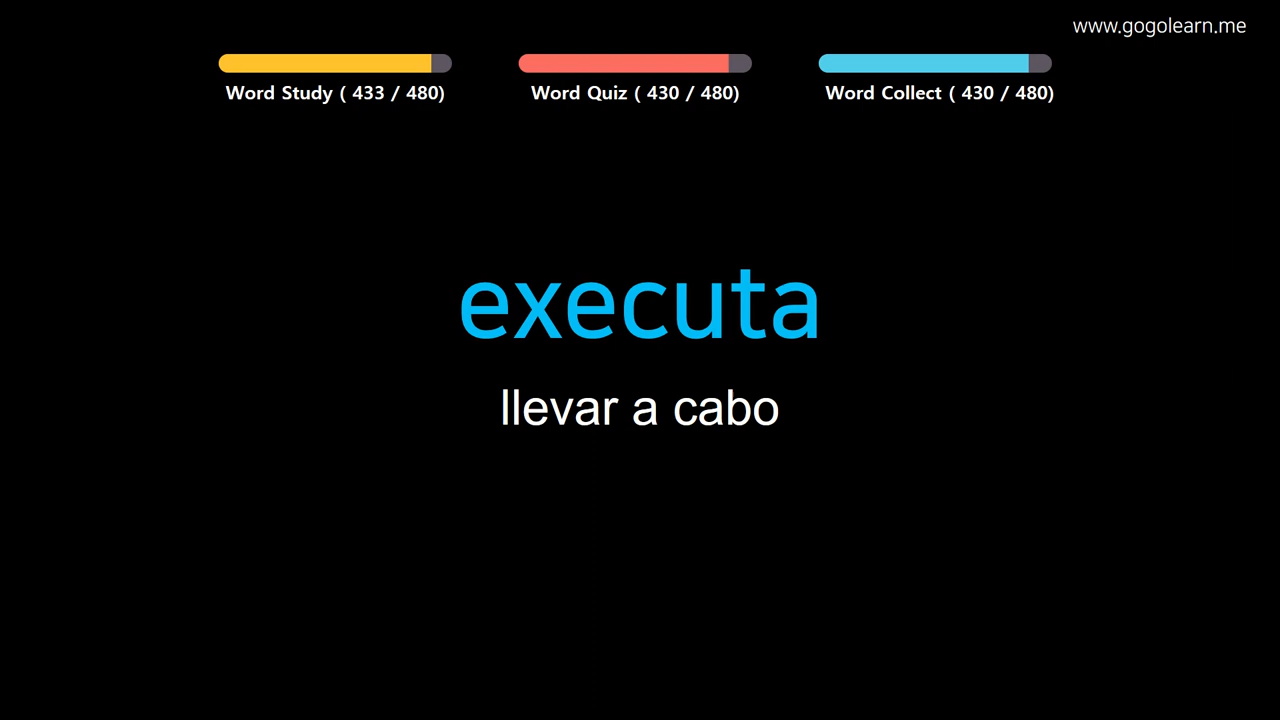 www.gogolearn.me
Word Study ( 433 / 480)
Word Quiz ( 430 / 480)
Word Collect ( 430 / 480)
executa
llevar a cabo